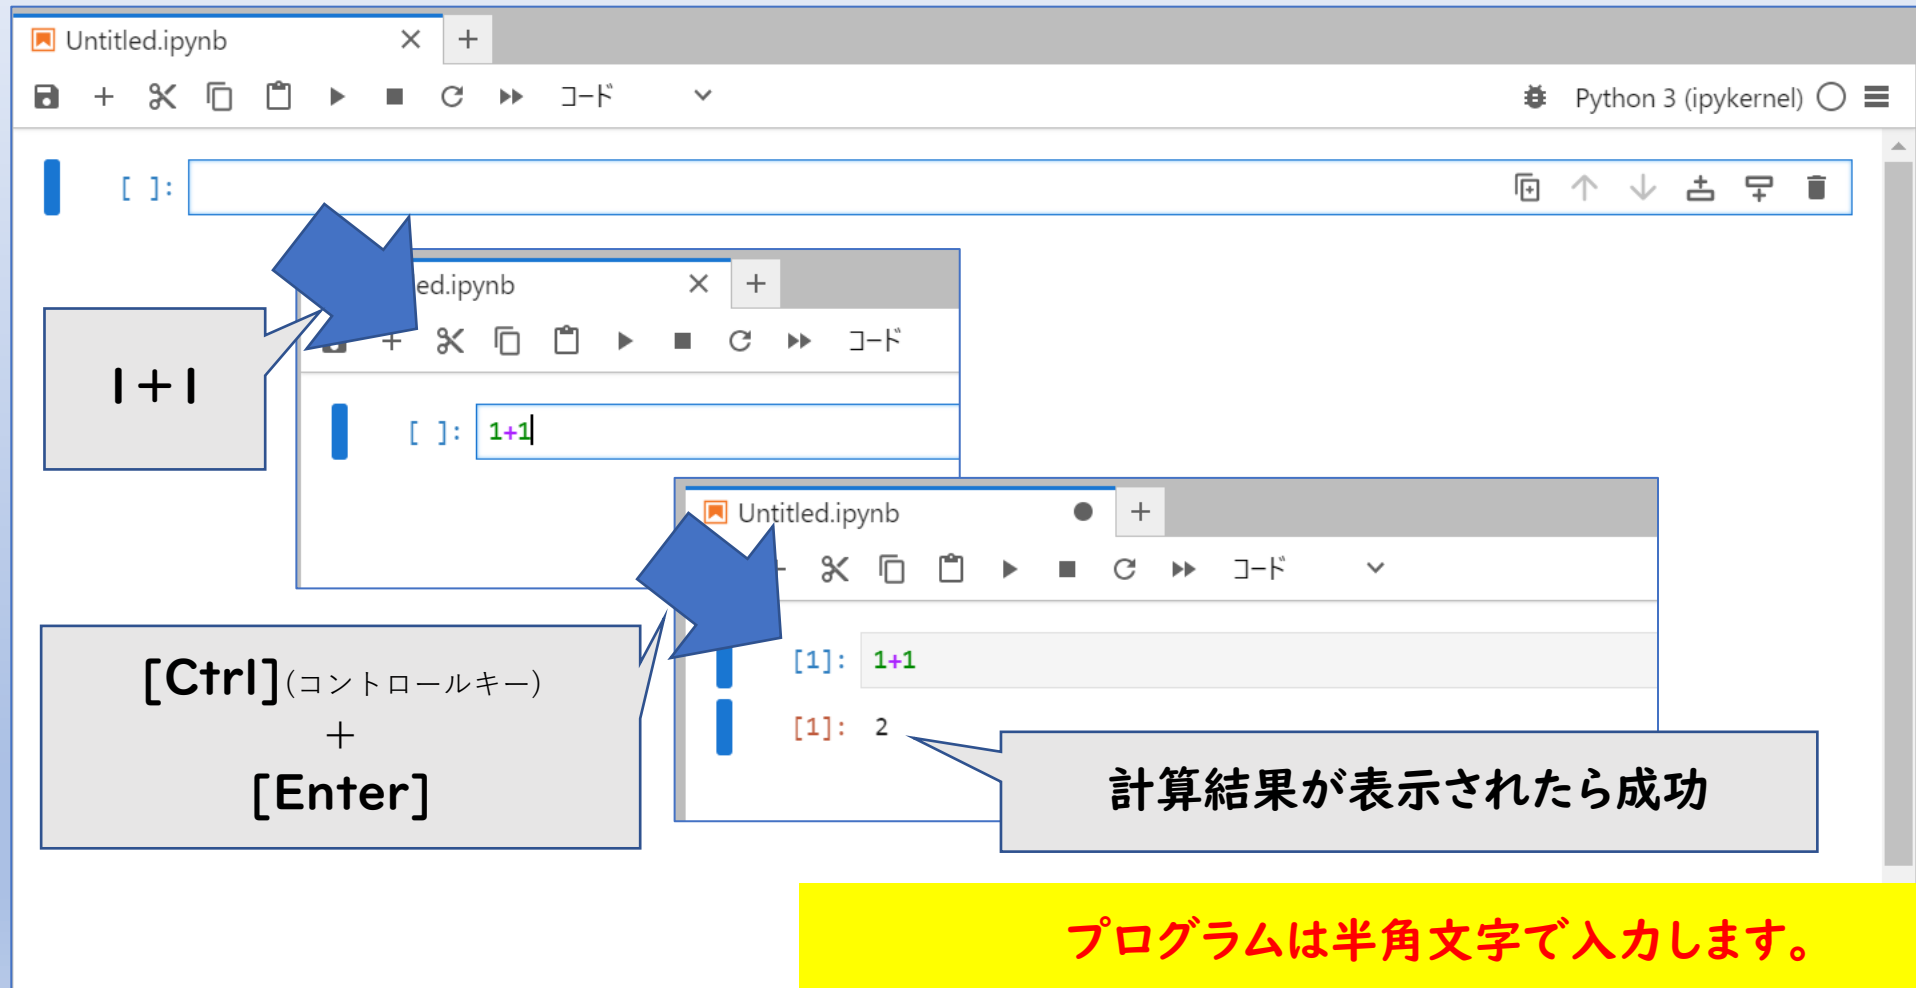 Untitled.ipynb
コード
Python 3 (ipykernel)
[ ]:
1+1
ed.ipynb
コード
[ ]: 1+1
Untitled.ipynb
コード
[Ctrl](コントロールキー)
+
[Enter]
[1]: 1+1
[1]: 2
計算結果が表示されたら成功
プログラムは半角文字で入力します。